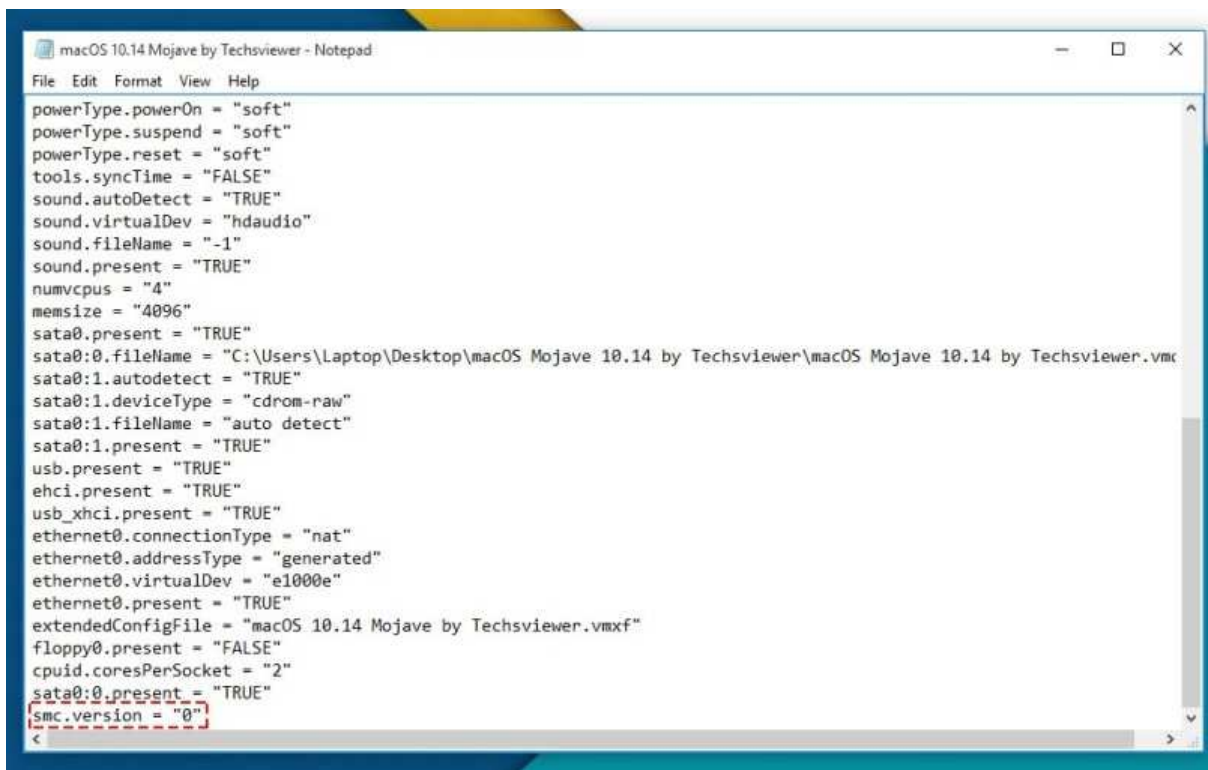 macOS 10.14 Mojave by Techsviewer - Notepad
File Edit Format View Help
powerType.powerOn = "soft"
powerType.suspend = "soft"
powerType.reset = "soft"
tools.syncTime = "FALSE"
sound.autoDetect = "TRUE"
sound.virtualDev = "hdaudio"
sound.fileName = "-1"
sound.present = "TRUE"
numvcpus = "4"
memsize = "4096"
sata0.present = "TRUE"
sata0:0.fileName = "C:\Users\Laptop\Desktop\macOS Mojave 10.14 by Techsviewer\macOS Mojave 10.14 by Techsviewer.vmd
sata0:1.autodetect = "TRUE"
sata0:1.deviceType = "cdrom-raw"
sata0:1.fileName = "auto detect"
sata0:1.present = "TRUE"
usb.present = "TRUE"
ehci.present = "TRUE"
usb_xhci.present = "TRUE"
ethernet0.connectionType = "nat"
ethernet0.addressType = "generated"
ethernet0.virtualDev = "e1000e"
ethernet0.present = "TRUE"
extendedConfigFile = "macOS 10.14 Mojave by Techsviewer.vmxf"
floppy0.present = "FALSE"
cpuid.coresPerSocket = "2"
sata0:0.present = "TRUE"
smc.version = "0"